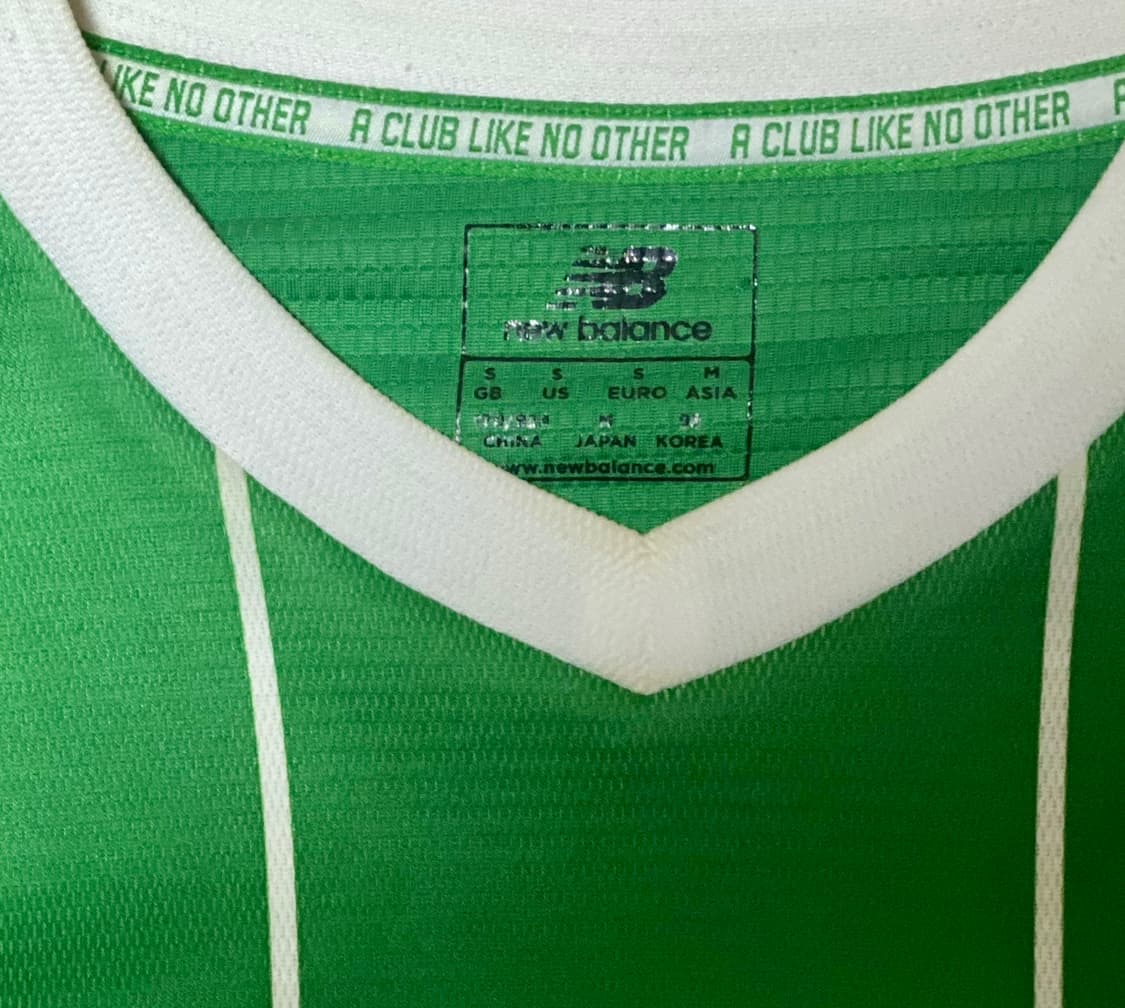 IKE NO OTHER A CLUB LIKE NO OTHER A CLUB LIKE NO OTHER
NB
new balance
S S S M
GB US EURO ASIA
M
CHINA JAPAN KOREA
www.newbalance.com